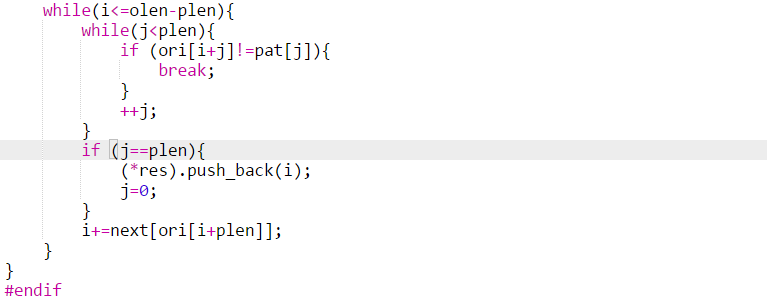 while(i<=olen-plen){
while(j<plen){
if (ori[i+j]!=pat[j]){
break;
}
++j;
}
if (j==plen){
(*res).push_back(i);
j=0;
}
i+=next[ori[i+plen]];
}
}
#endif